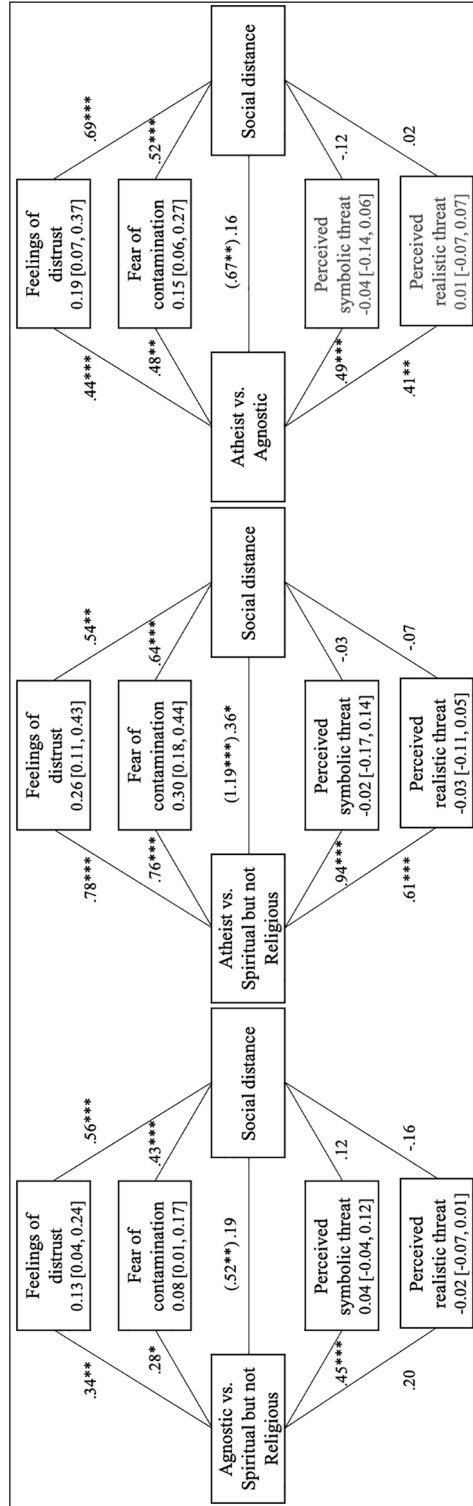 .34**
Feelings of
distrust
0.13 [0.04, 0.24]
.56***
.28*
Fear of
contamination
0.08 [0.01, 0.17]
.43***
Agnostic vs.
Spiritual but not
Religious
(.52**) .19
Social distance
.45***
Perceived
symbolic threat
0.04 [-0.04, 0.12]
.12
.20
Perceived
realistic threat
-0.02 [-0.07, 0.01]
-.16
.78***
Feelings of
distrust
0.26 [0.11, 0.43]
.54**
.76***
Fear of
contamination
0.30 [0.18, 0.44]
.64***
Atheist vs.
Spiritual but not
Religious
(1.19***) .36*
Social distance
.94***
Perceived
symbolic threat
-0.02 [-0.17, 0.14]
-.03
.61***
Perceived
realistic threat
-0.03 [-0.11, 0.05]
-.07
.44***
Feelings of
distrust
0.19 [0.07, 0.37]
.69***
.48**
Fear of
contamination
0.15 [0.06, 0.27]
.52***
Atheist vs.
Agnostic
(.67**) .16
Social distance
.49***
Perceived
symbolic threat
-0.04 [-0.14, 0.06]
-.12
.41**
Perceived
realistic threat
0.01 [-0.07, 0.07]
.02